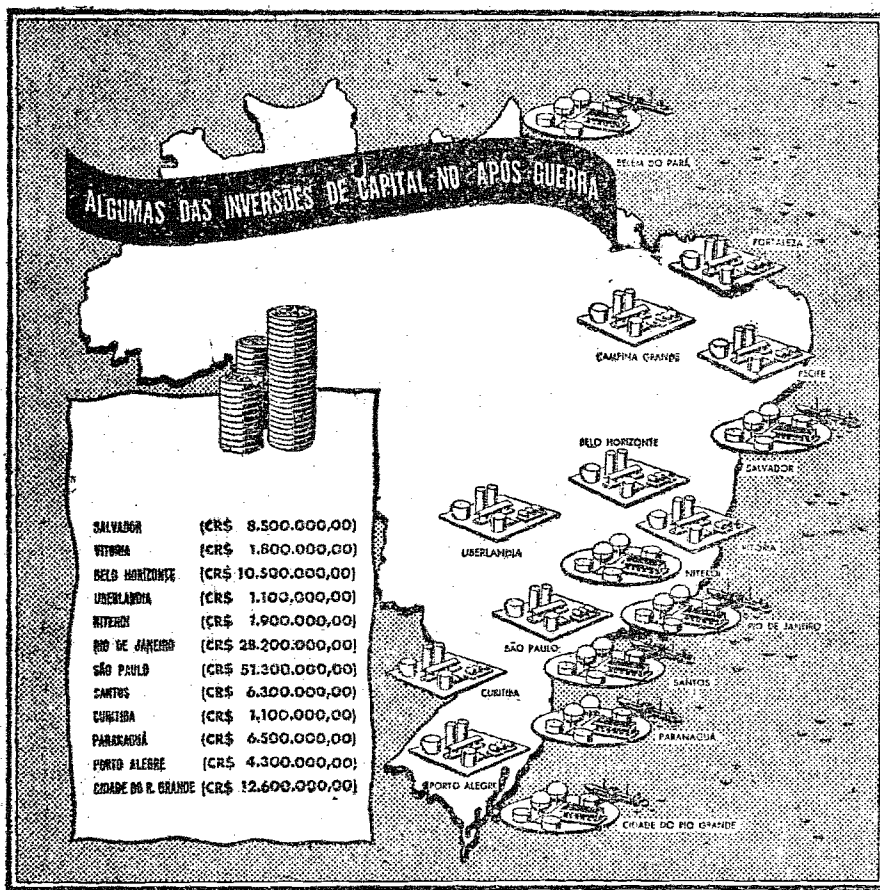 ALGUMAS DAS INVERSÕES DE CAPITAL NO APÓS GUERRA
BELÉM DO PARÁ
FORTALEZA
CAMPINA GRANDE
RECIFE
BELO HORIZONTE
SALVADOR
UBERLANDIA
VITORIA
NITEROI
RIO DE JANEIRO
SÃO PAULO
SANTOS
CURITIBA
PARANAGUÁ
PORTO ALEGRE
CIDADE DO RIO GRANDE
SALVADOR (CR$ 8.500.000,00)
VITORIA (CR$ 1.800.000,00)
BELO HORIZONTE (CR$ 10.500.000,00)
UBERLANDIA (CR$ 1.100.000,00)
NITEROI (CR$ 1.900.000,00)
RIO DE JANEIRO (CR$ 28.200.000,00)
SÃO PAULO (CR$ 51.300.000,00)
SANTOS (CR$ 6.300.000,00)
CURITIBA (CR$ 1.100.000,00)
PARANAGUÁ (CR$ 6.500.000,00)
PORTO ALEGRE (CR$ 4.300.000,00)
CIDADE DO R. GRANDE (CR$ 12.600.000,00)